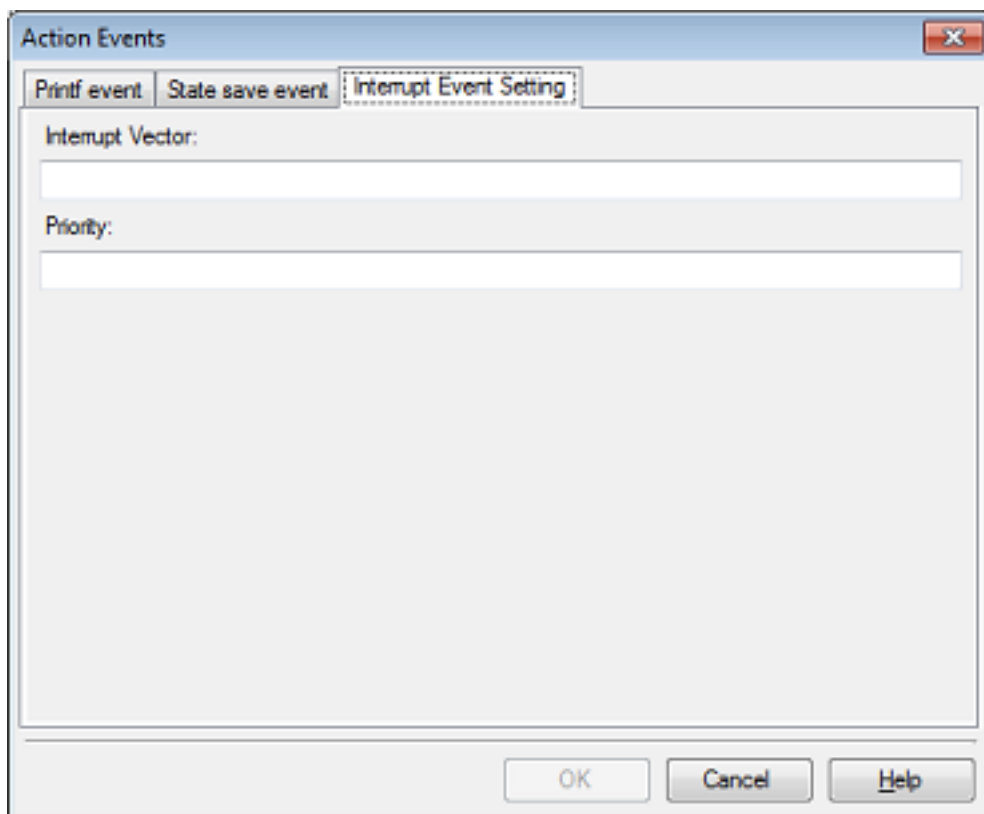 Action Events
Printf event State save event Interrupt Event Setting
Interrupt Vector:
Priority:
OK Cancel Help